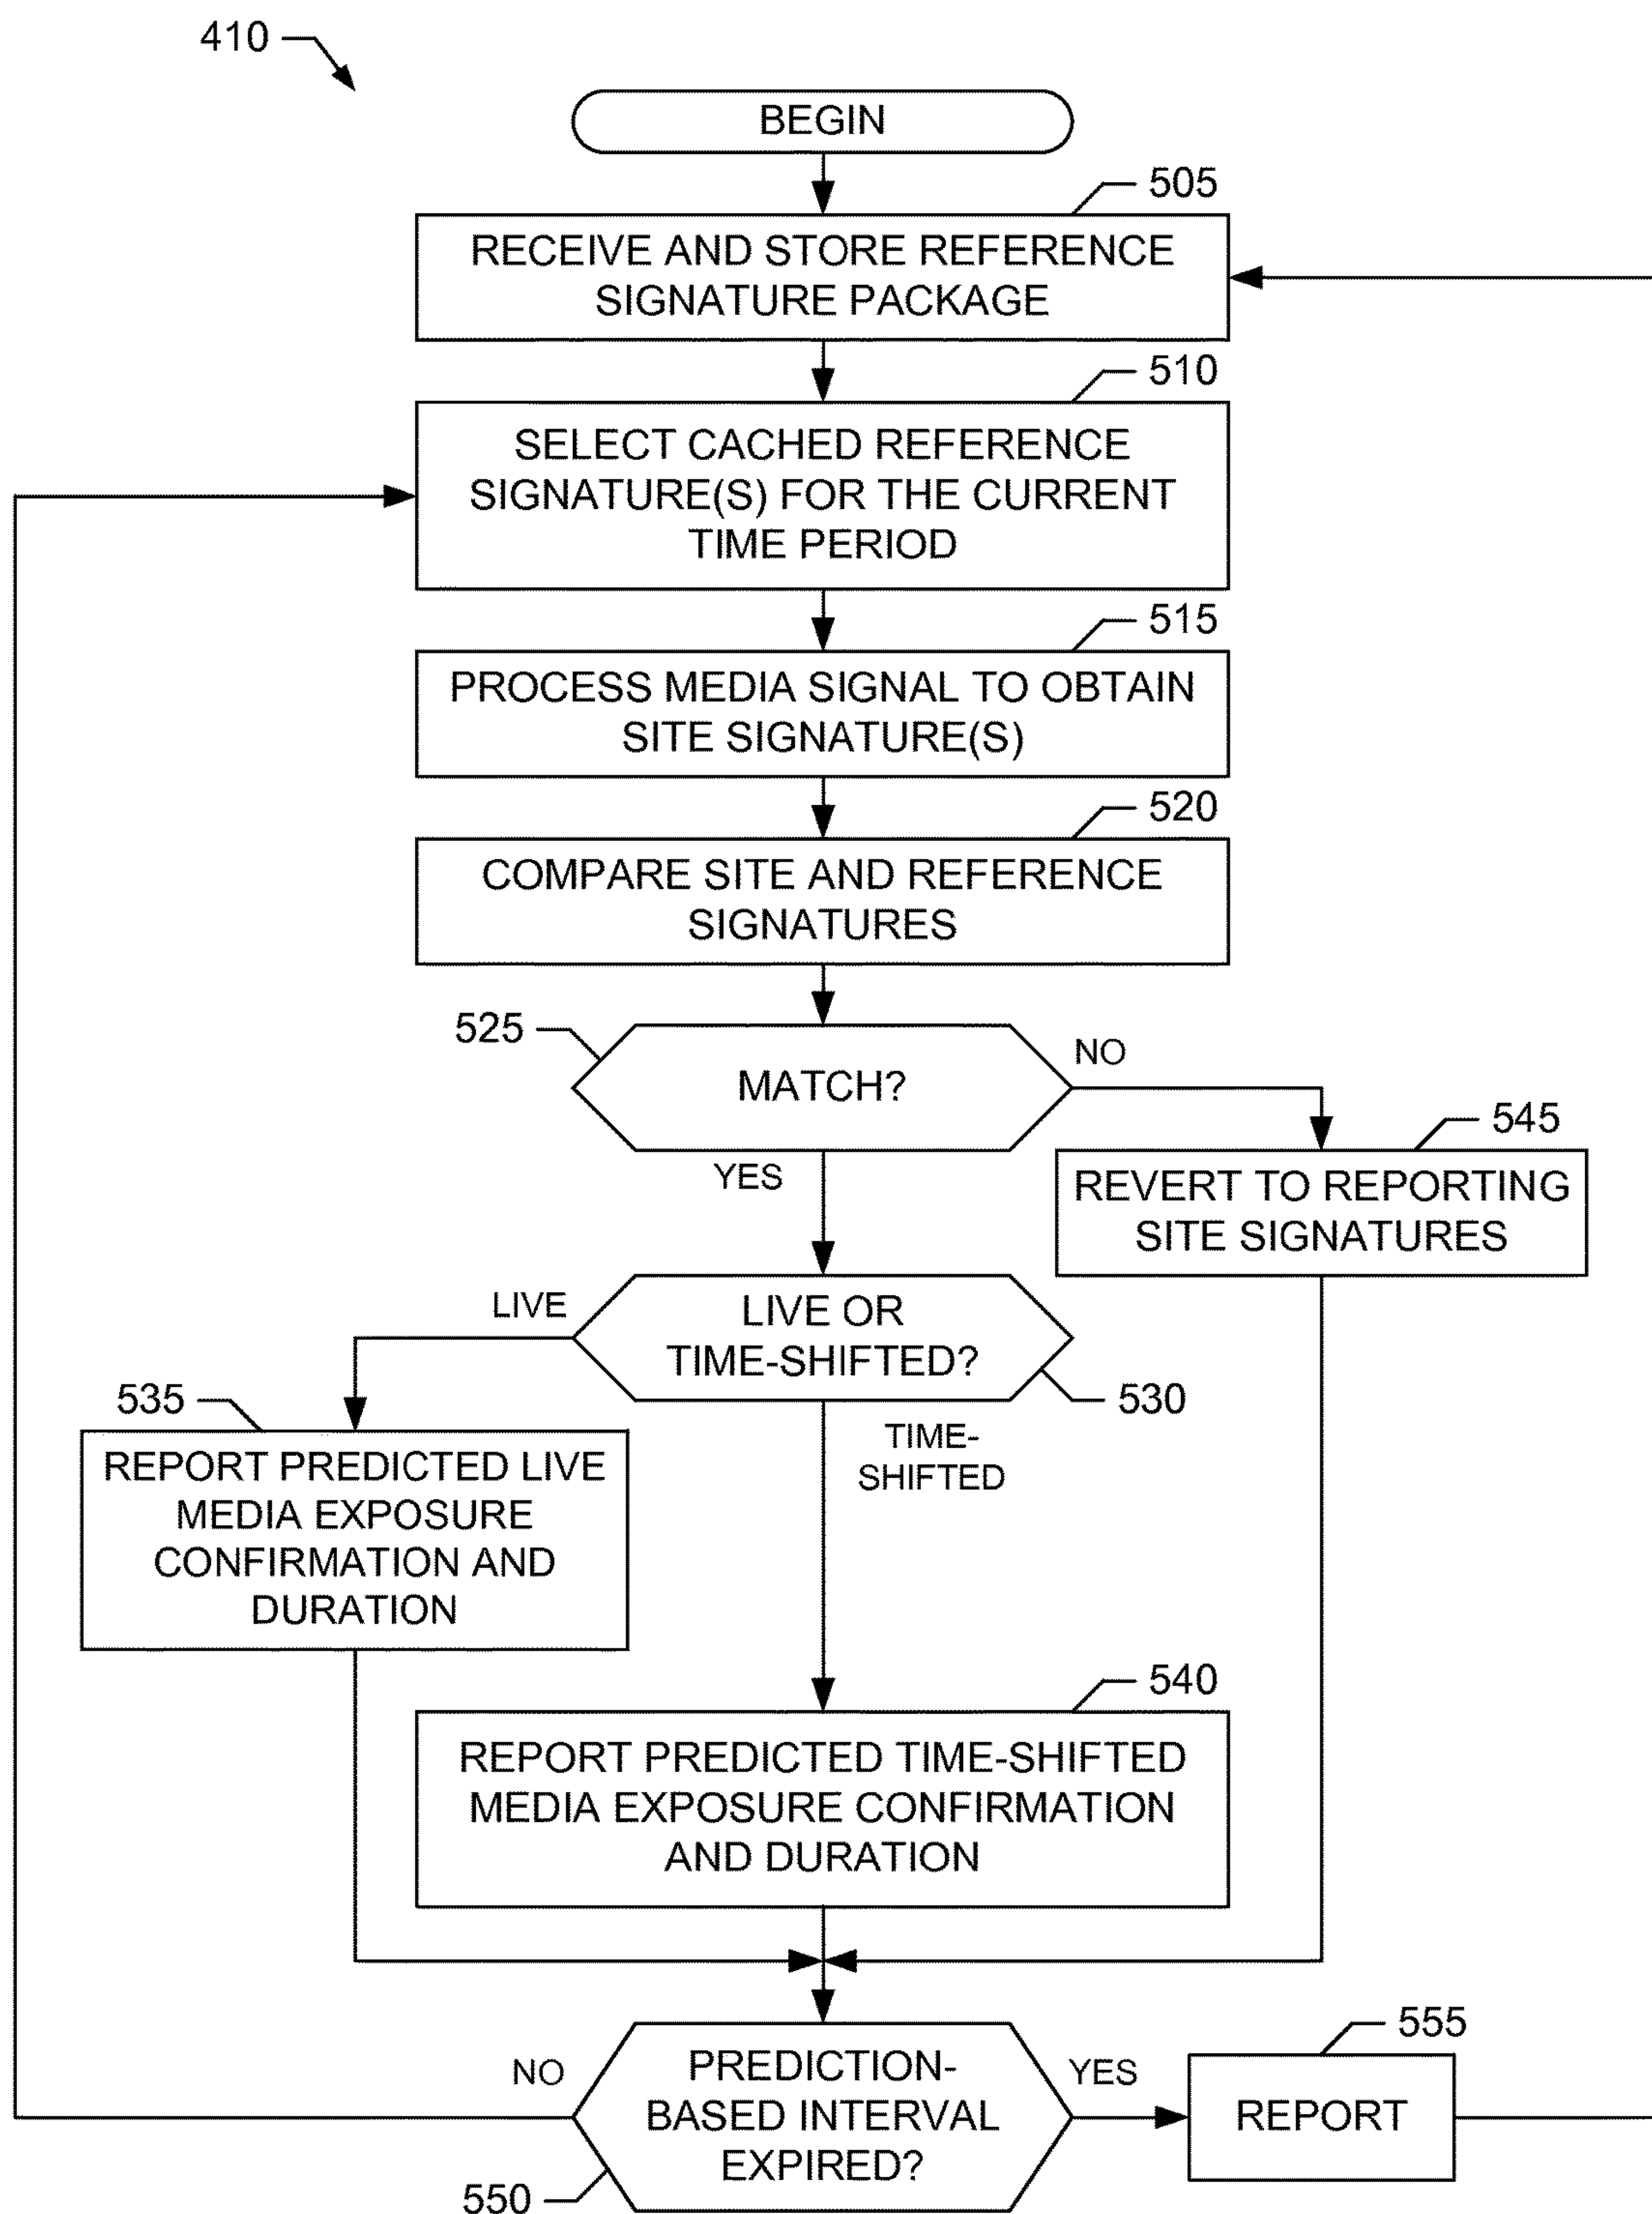 410
BEGIN
505
RECEIVE AND STORE REFERENCE
SIGNATURE PACKAGE
510
SELECT CACHED REFERENCE
SIGNATURE(S) FOR THE CURRENT
TIME PERIOD
515
PROCESS MEDIA SIGNAL TO OBTAIN
SITE SIGNATURE(S)
520
COMPARE SITE AND REFERENCE
SIGNATURES
525
MATCH?
NO
YES
545
REVERT TO REPORTING
SITE SIGNATURES
LIVE
LIVE OR
TIME-SHIFTED?
530
TIME-
SHIFTED
535
REPORT PREDICTED LIVE
MEDIA EXPOSURE
CONFIRMATION AND
DURATION
540
REPORT PREDICTED TIME-SHIFTED
MEDIA EXPOSURE CONFIRMATION
AND DURATION
NO
PREDICTION-
BASED INTERVAL
EXPIRED?
550
YES
555
REPORT